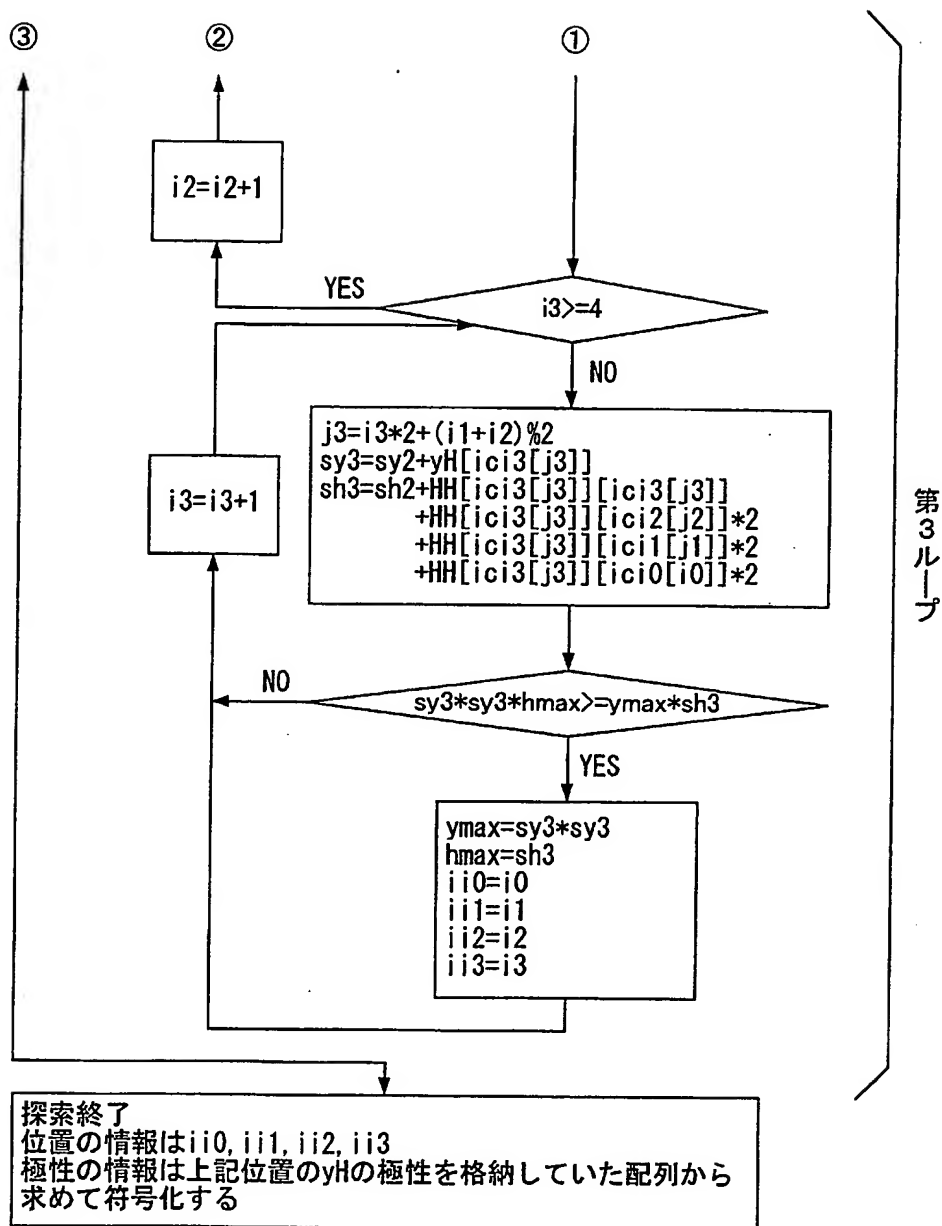 ③
②
①
i2=i2+1
YES
i3>=4
NO
j3=i3*2+(i1+i2)%2
sy3=sy2+yH[ici3[j3]]
sh3=sh2+HH[ici3[j3]][ici3[j3]]
+HH[ici3[j3]][ici2[j2]]*2
+HH[ici3[j3]][ici1[j1]]*2
+HH[ici3[j3]][ici0[i0]]*2
i3=i3+1
第3ループ
NO
sy3*sy3*hmax>=ymax*sh3
YES
ymax=sy3*sy3
hmax=sh3
ii0=i0
ii1=i1
ii2=i2
ii3=i3
探索終了
位置の情報はii0,ii1,ii2,ii3
極性の情報は上記位置のyHの極性を格納していた配列から
求めて符号化する